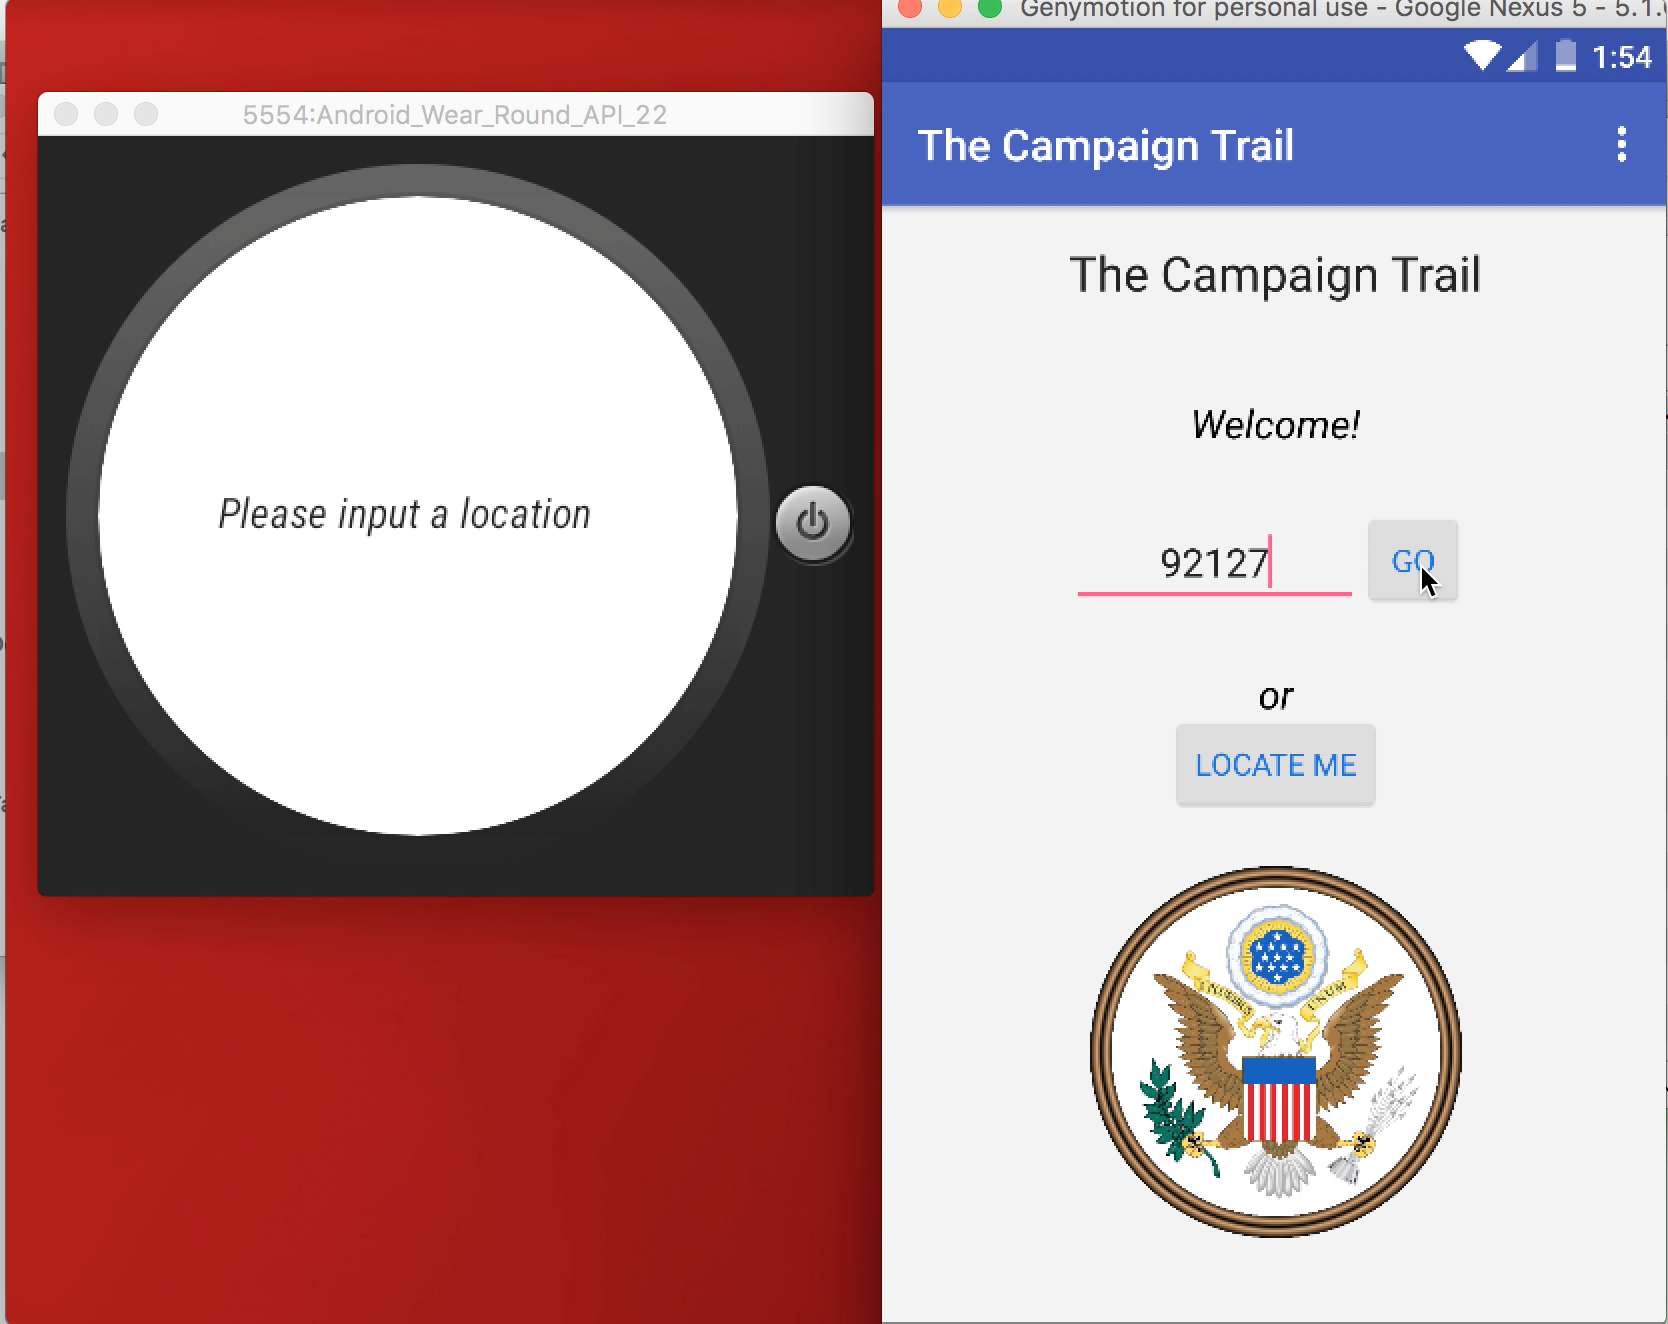 5554:Android_Wear_Round_API_22
Please input a location
Genymotion for personal use - Google Nexus 5 - 5.1.
1:54
The Campaign Trail
The Campaign Trail
Welcome!
92127
GO
or
LOCATE ME
UNUM